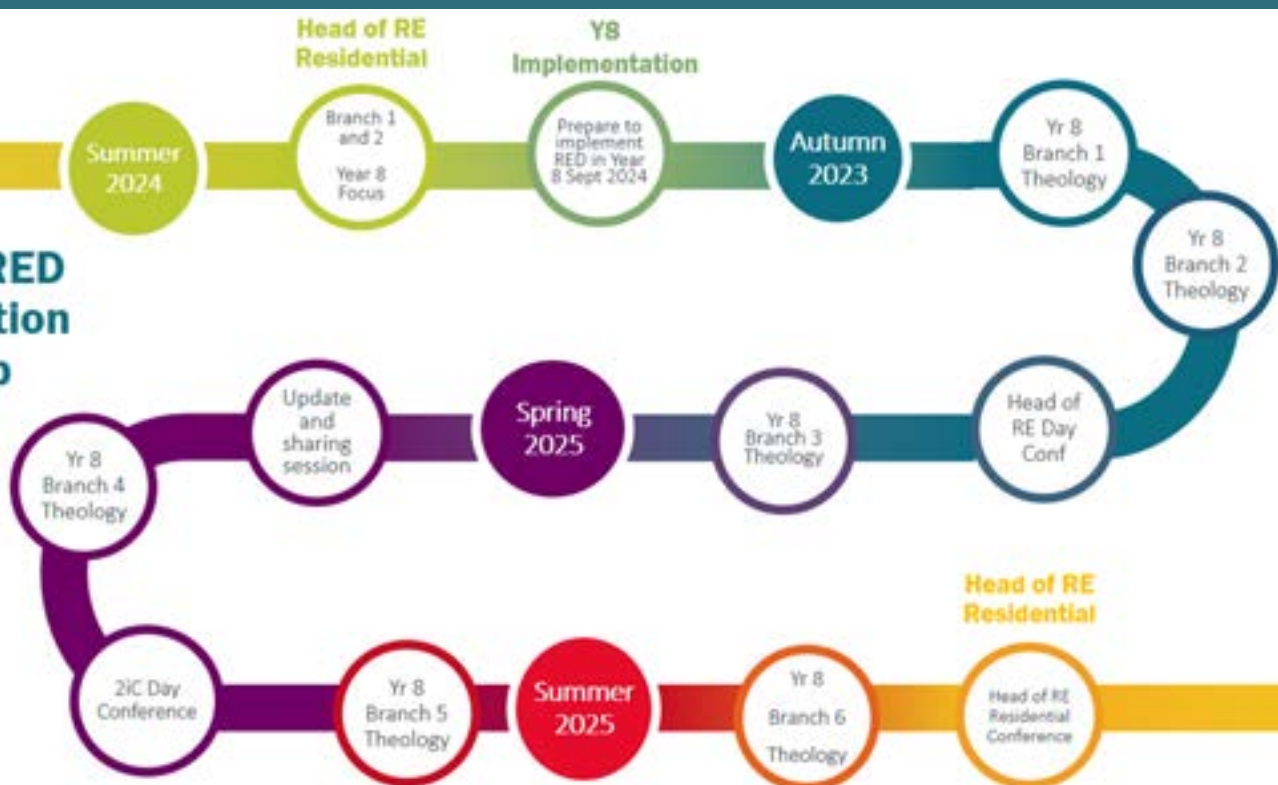 Head of RE
Residential
Y8
Implementation
Summer
2024
Branch 1
and 2
Year 8
Focus
Prepare to
implement
RED in Year
8 Sept 2024
Autumn
2023
Yr 8
Branch 1
Theology
Yr 8
Branch 2
Theology
RED
tion
Head of
RE Day
Conf
Yr 8
Branch 3
Theology
Spring
2025
Update
and
sharing
session
Yr 8
Branch 4
Theology
2iC Day
Conference
Yr 8
Branch 5
Theology
Summer
2025
Yr 8
Branch 6
Theology
Head of RE
Residential
Head of RE
Residential
Conference